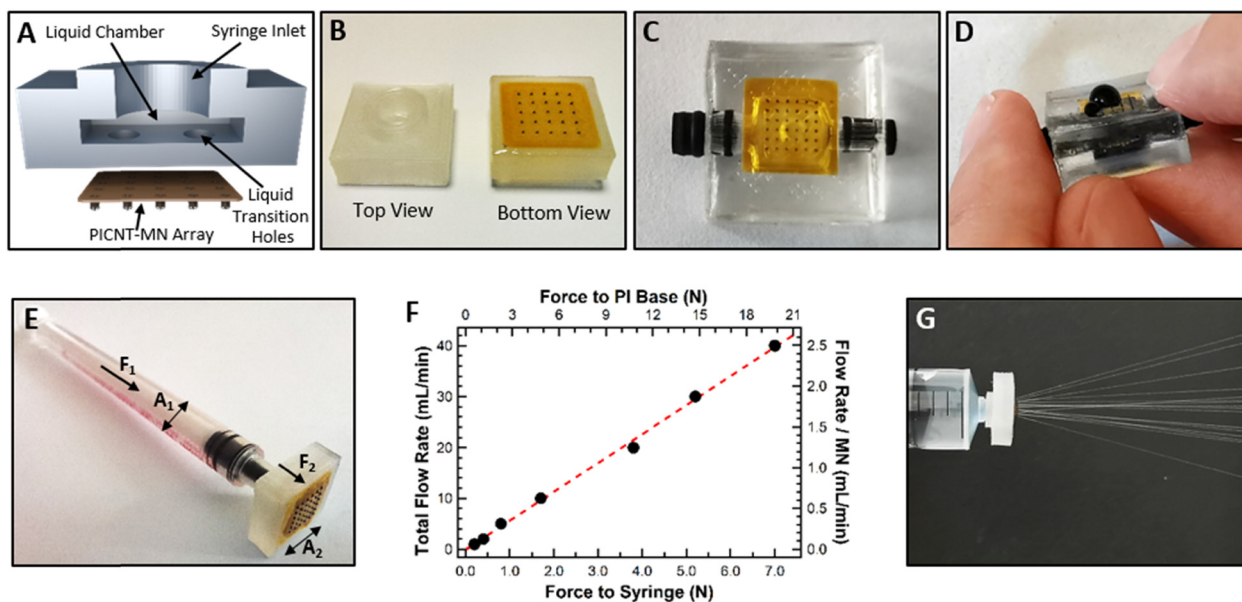 A
Liquid Chamber
Syringe Inlet
Liquid
Transition
Holes
PICNT-MN Array
B
Top View
Bottom View
C
D
E
F₁
A₁
F₂
A₂
F
Force to PI Base (N)
0 3 6 9 12 15 18 21
Total Flow Rate (mL/min)
40
30
20
10
0
Flow Rate / MN (mL/min)
2.5
2.0
1.5
1.0
0.5
0.0
0.0 1.0 2.0 3.0 4.0 5.0 6.0 7.0
Force to Syringe (N)
G